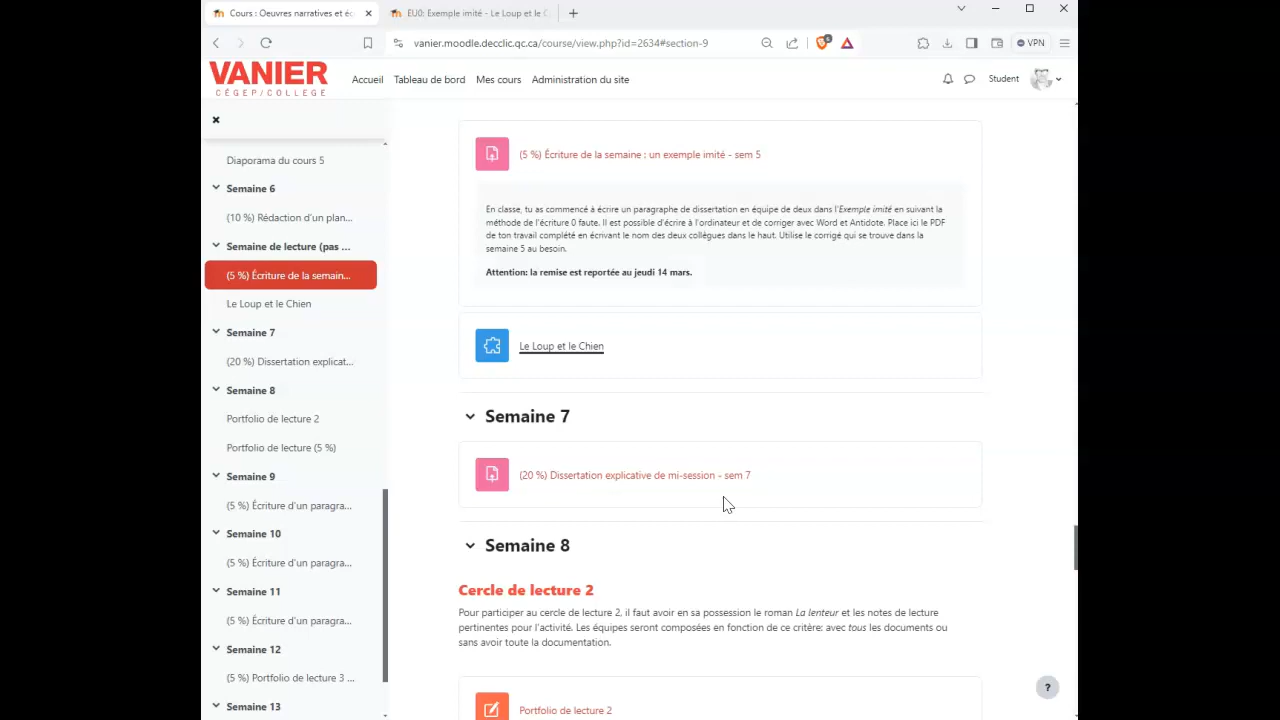 Cours : Oeuvres narratives et éc
EU0: Exemple imité - Le Loup et le C
vanier.moodle.decclic.qc.ca/course/view.php?id=2634#section-9
VPN
VANIER
CÉGEP/COLLEGE
Accueil
Tableau de bord
Mes cours
Administration du site
Student
Diaporama du cours 5
Semaine 6
(10 %) Rédaction d'un plan...
Semaine de lecture (pas ...
(5 %) Écriture de la semain...
Le Loup et le Chien
Semaine 7
(20 %) Dissertation explicat...
Semaine 8
Portfolio de lecture 2
Portfolio de lecture (5 %)
Semaine 9
(5 %) Écriture d'un paragra...
Semaine 10
(5 %) Écriture d'un paragra...
Semaine 11
(5 %) Écriture d'un paragra...
Semaine 12
(5 %) Portfolio de lecture 3 ...
Semaine 13
(5 %) Écriture de la semaine : un exemple imité - sem 5
En classe, tu as commencé à écrire un paragraphe de dissertation en équipe de deux dans l'Exemple imité en suivant la
méthode de l'écriture 0 faute. Il est possible d'écrire à l'ordinateur et de corriger avec Word et Antidote. Place ici le PDF
de ton travail complété en écrivant le nom des deux collègues dans le haut. Utilise le corrigé qui se trouve dans la
semaine 5 au besoin.
Attention: la remise est reportée au jeudi 14 mars.
Le Loup et le Chien
Semaine 7
(20 %) Dissertation explicative de mi-session - sem 7
Semaine 8
Cercle de lecture 2
Pour participer au cercle de lecture 2, il faut avoir en sa possession le roman La lenteur et les notes de lecture
pertinentes pour l'activité. Les équipes seront composées en fonction de ce critère: avec tous les documents ou
sans avoir toute la documentation.
Portfolio de lecture 2
?